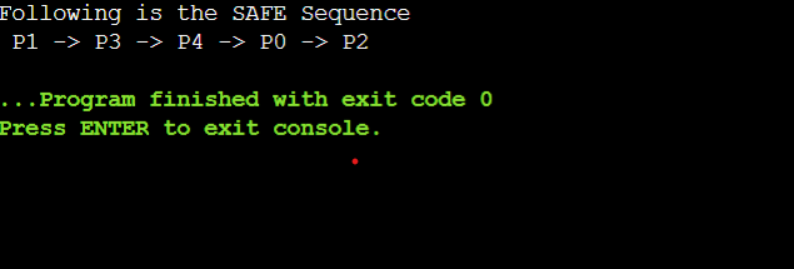 Following is the SAFE Sequence
P1 -> P3 -> P4 -> P0 -> P2
...Program finished with exit code 0
Press ENTER to exit console.